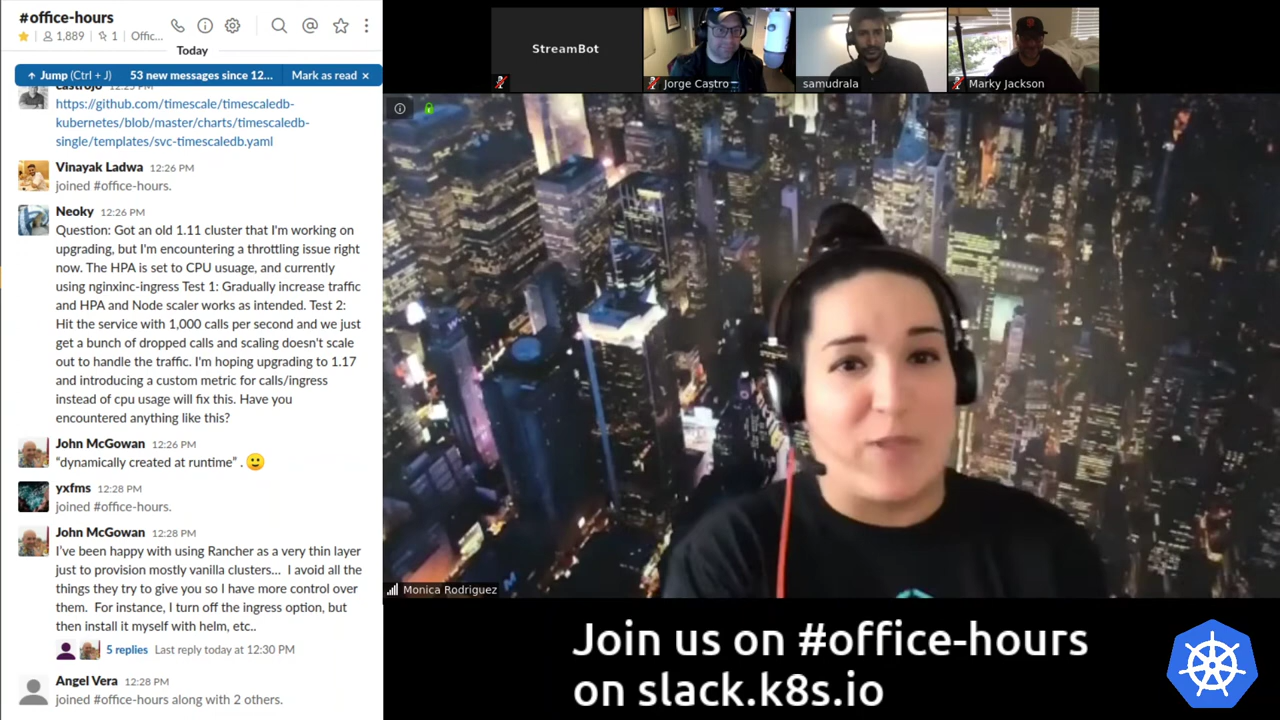 #office-hours
1,889
1
Offic...
Today
Jump (Ctrl + J)
53 new messages since 12...
Mark as read ×
castrojo 12:25 PM
https://github.com/timescale/timescaledb-
kubernetes/blob/master/charts/timescaledb-
single/templates/svc-timescaledb.yaml
Vinayak Ladwa 12:26 PM
joined #office-hours.
Neoky 12:26 PM
Question: Got an old 1.11 cluster that I'm working on
upgrading, but I'm encountering a throttling issue right
now. The HPA is set to CPU usuage, and currently
using nginxinc-ingress Test 1: Gradually increase traffic
and HPA and Node scaler works as intended. Test 2:
Hit the service with 1,000 calls per second and we just
get a bunch of dropped calls and scaling doesn't scale
out to handle the traffic. I'm hoping upgrading to 1.17
and introducing a custom metric for calls/ingress
instead of cpu usage will fix this. Have you
encountered anything like this?
John McGowan 12:26 PM
“dynamically created at runtime” .
yxfms 12:28 PM
joined #office-hours.
John McGowan 12:28 PM
I've been happy with using Rancher as a very thin layer
just to provision mostly vanilla clusters... I avoid all the
things they try to give you so I have more control over
them. For instance, I turn off the ingress option, but
then install it myself with helm, etc..
5 replies Last reply today at 12:30 PM
Angel Vera 12:28 PM
joined #office-hours along with 2 others.
StreamBot
Jorge Castro
samudrala
Marky Jackson
Monica Rodriguez
Join us on #office-hours
on slack.k8s.io